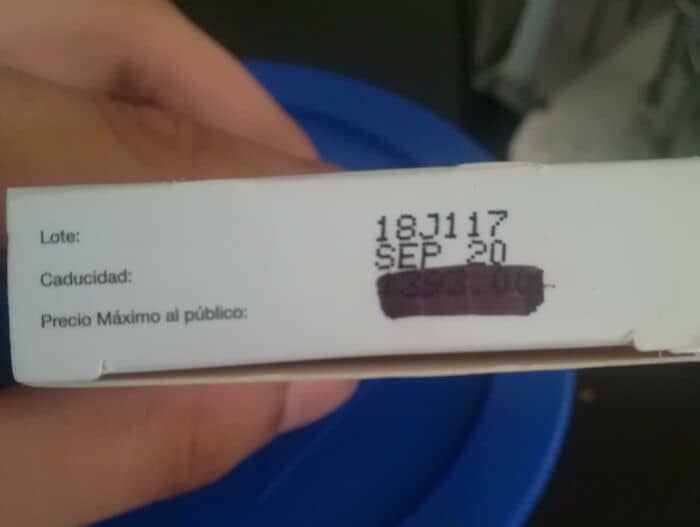 Lote: 18J117
Caducidad: SEP 20
Precio Máximo al público: